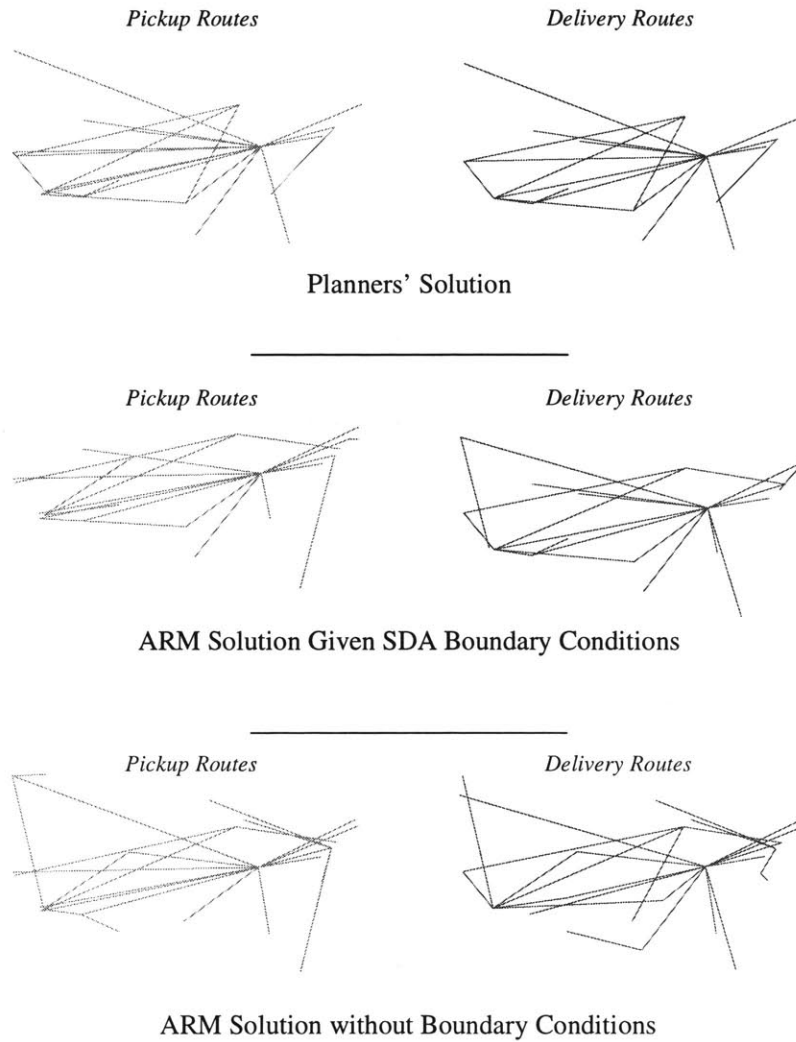 Pickup Routes
Delivery Routes
Planners’ Solution
Pickup Routes
Delivery Routes
ARM Solution Given SDA Boundary Conditions
Pickup Routes
Delivery Routes
ARM Solution without Boundary Conditions